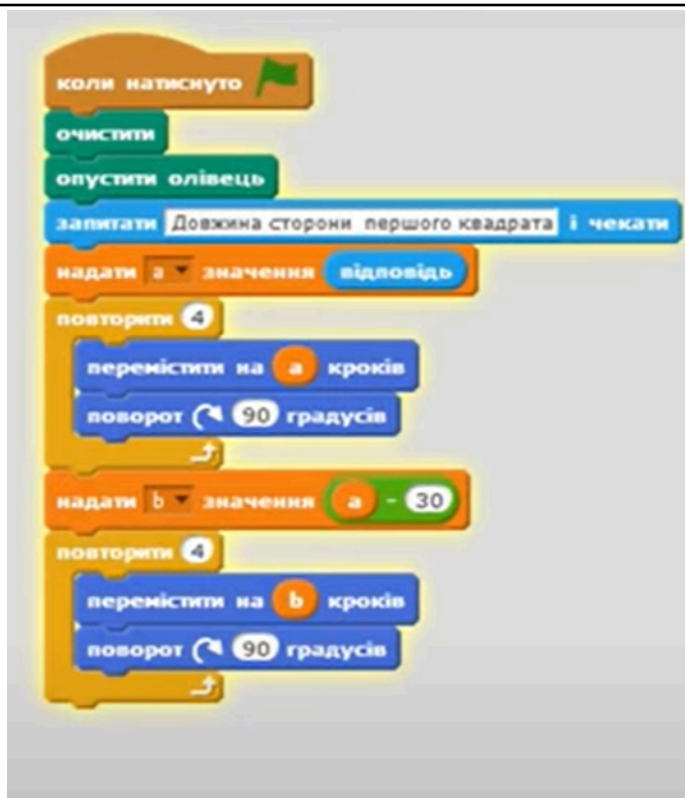 коли натиснуто
очистити
опустити олівець
запитати Довжина сторони першого квадрата і чекати
надати a значення відповідь
повторити 4
перемістити на a кроків
поворот 90 градусів
надати b значення a - 30
повторити 4
перемістити на b кроків
поворот 90 градусів